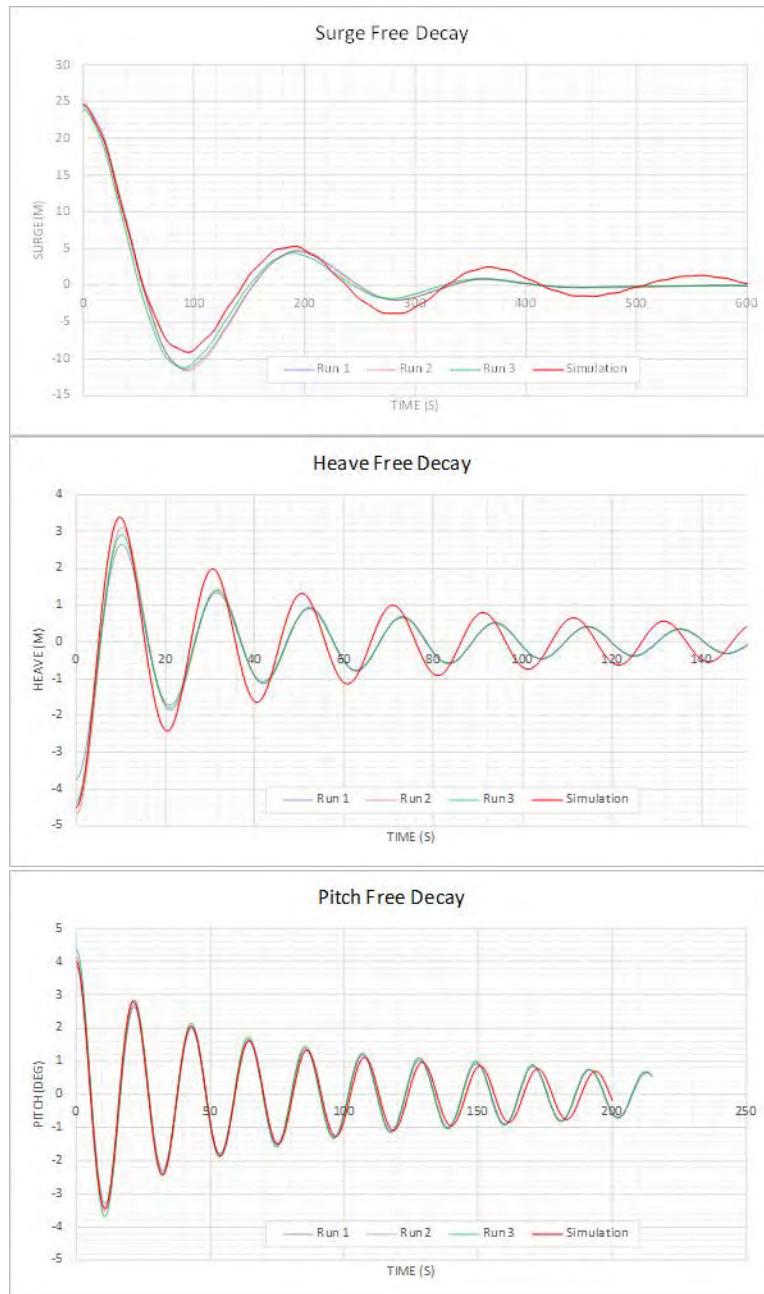 Surge Free Decay
30
25
20
15
10
5
0
-5
-10
-15
0 100 200 300 400 500 600
SURGE (M)
Run 1 Run 2 Run 3 Simulation
TIME (S)
Heave Free Decay
4
3
2
1
0
-1
-2
-3
-4
-5
0 20 40 60 80 100 120 140
HEAVE (M)
Run 1 Run 2 Run 3 Simulation
TIME (S)
Pitch Free Decay
5
4
3
2
1
0
-1
-2
-3
-4
-5
0 50 100 150 200 250
PITCH (DEG)
Run 1 Run 2 Run 3 Simulation
TIME (S)